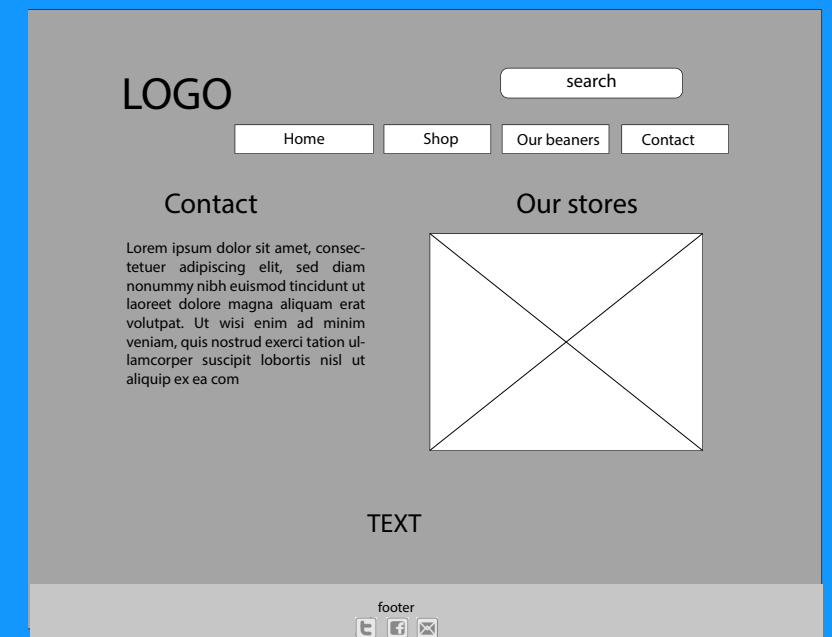 LOGO
search
Home
Shop
Our beaners
Contact
Contact
Our stores
Lorem ipsum dolor sit amet, consec-
tetuer adipiscing elit, sed diam
nonummy nibh euismod tincidunt ut
laoreet dolore magna aliquam erat
volutpat. Ut wisi enim ad minim
veniam, quis nostrud exerci tation ul-
lamcorper suscipit lobortis nisl ut
aliquip ex ea com
TEXT
footer